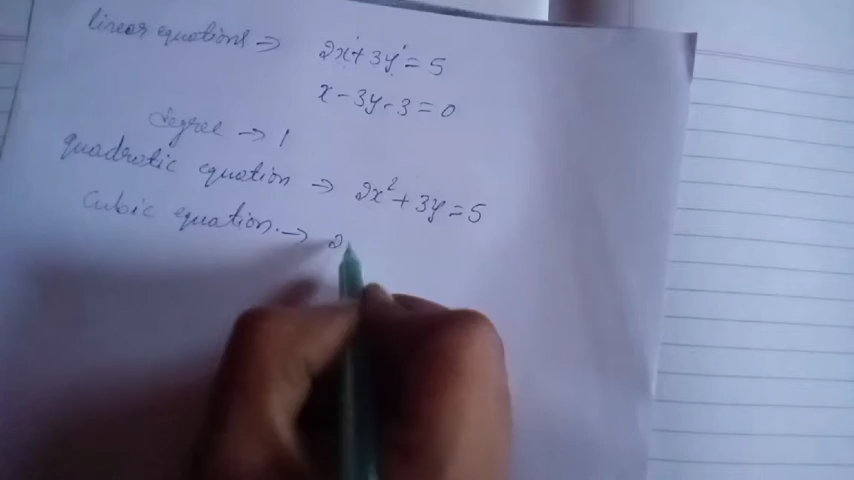 linear equations → 2x¹ + 3y¹ = 5
x - 3y - 3 = 0
Degree → 1
quadratic equation → 2x² + 3y = 5
Cubic equation. → 2